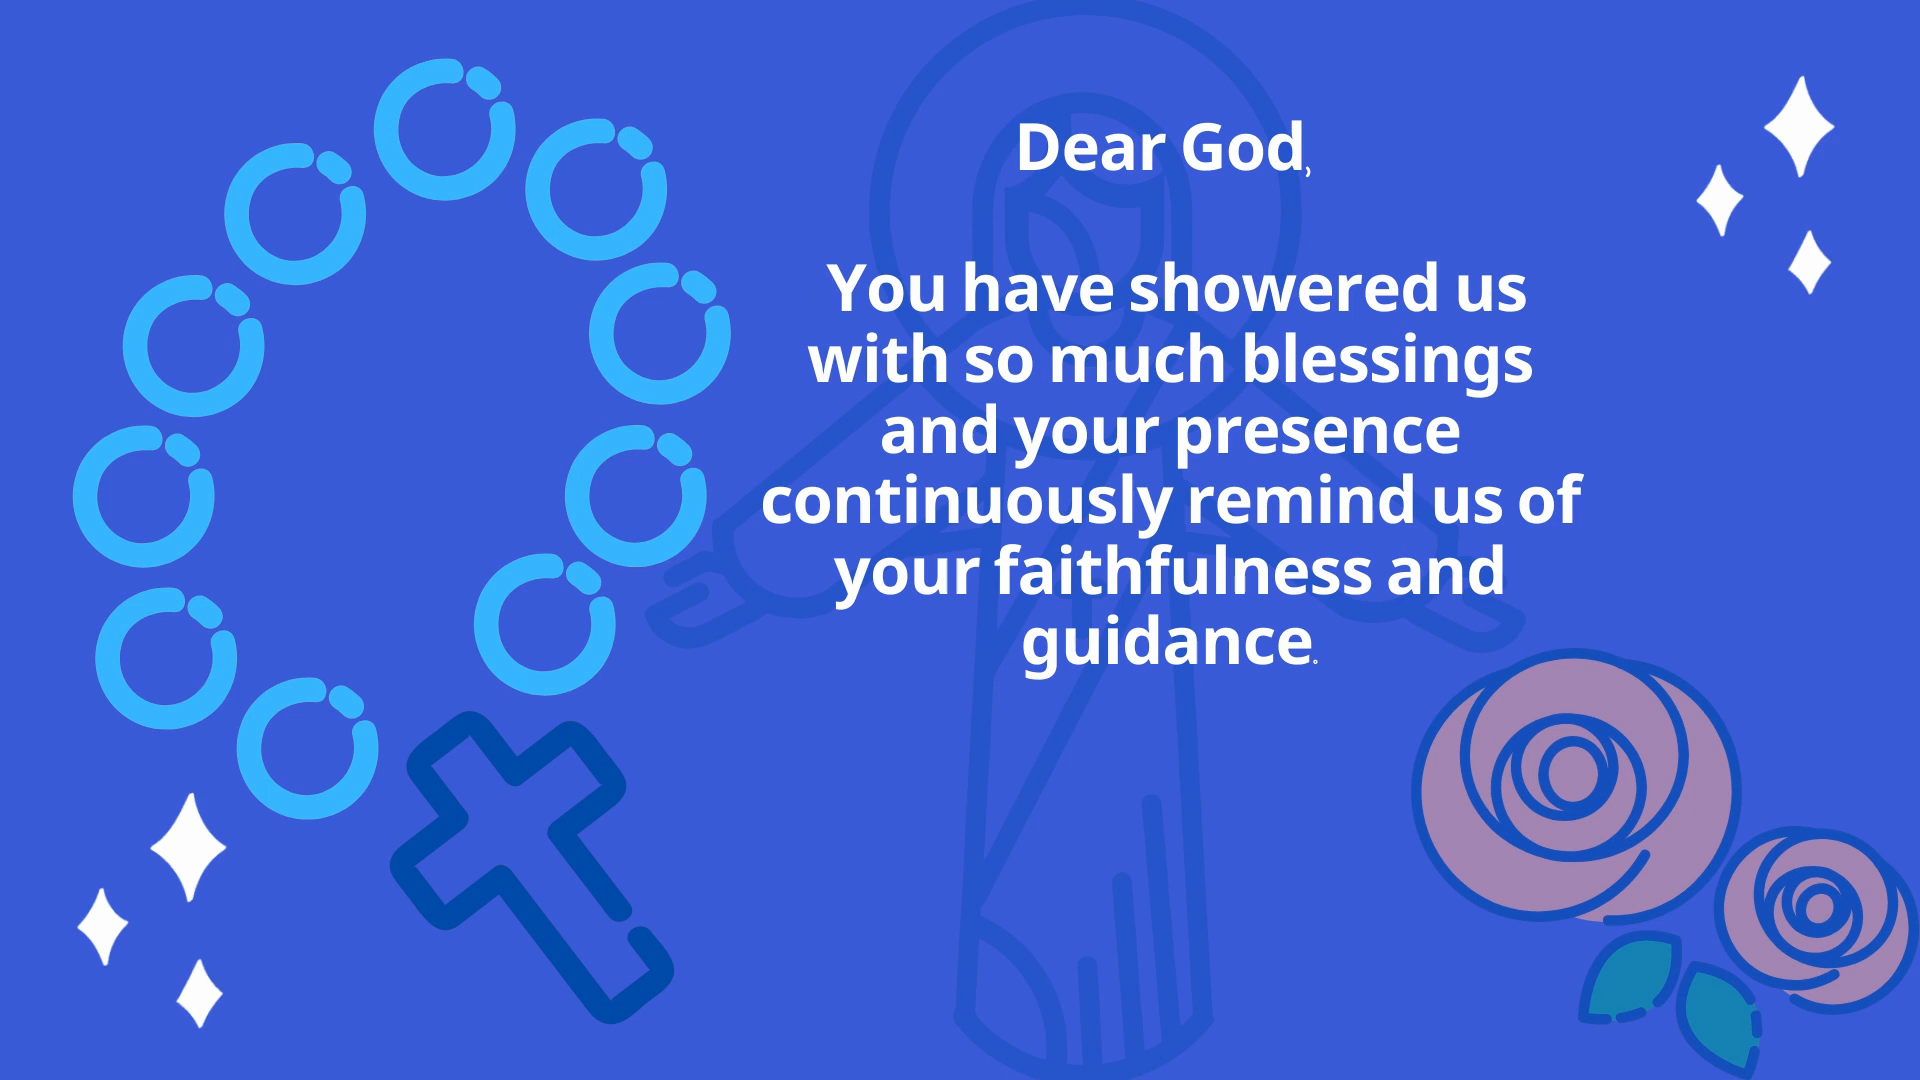 Dear God,
You have showered us
with so much blessings
and your presence
continuously remind us of
your faithfulness and
guidance.